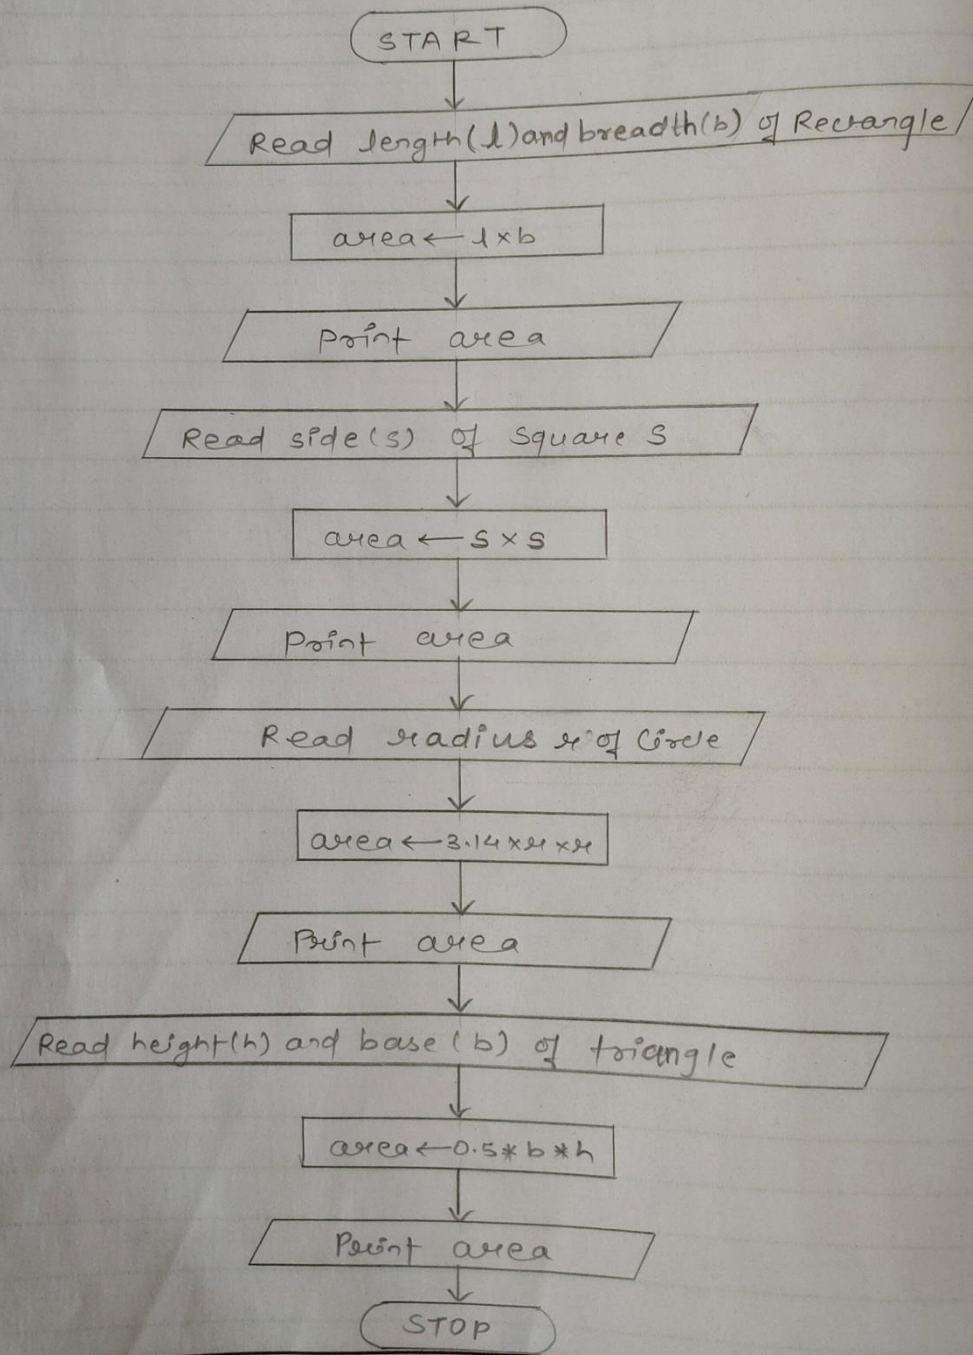 START
Read length(l) and breadth(b) of Rectangle
area ← l × b
Print area
Read side(s) of Square S
area ← s × s
Print area
Read radius r of Circle
area ← 3.14 × r × r
Print area
Read height(h) and base (b) of triangle
area ← 0.5 * b * h
Print area
STOP